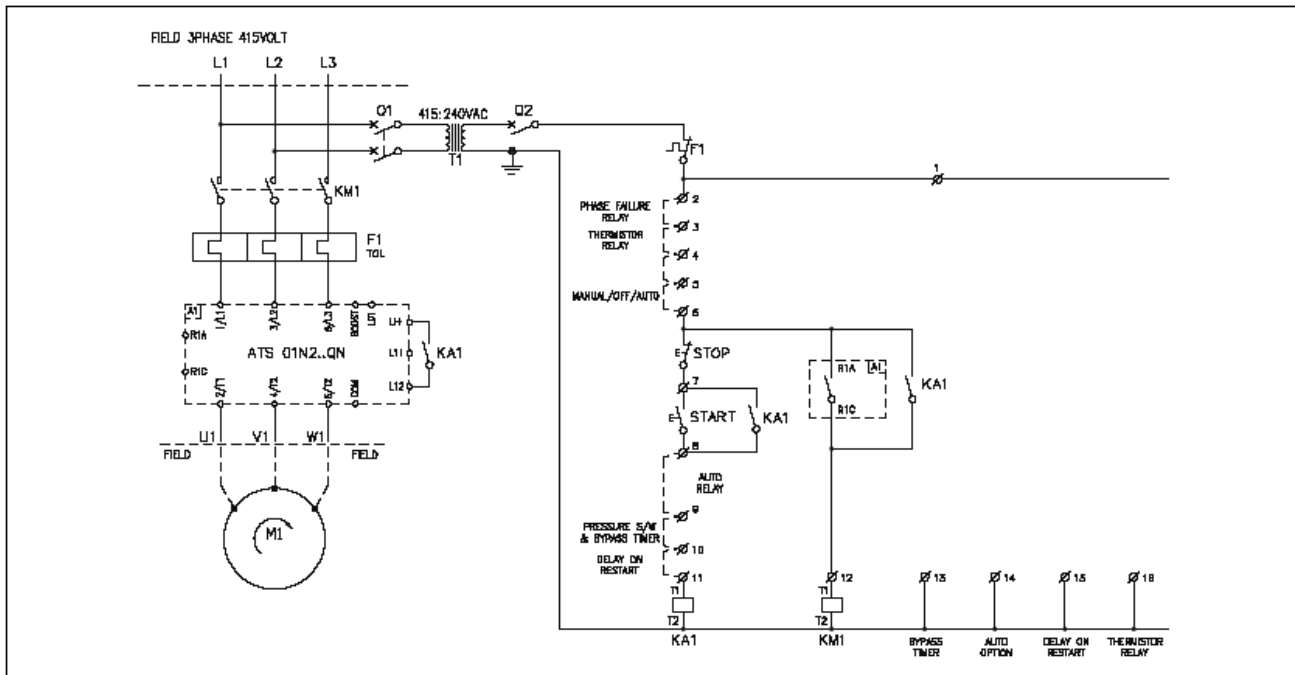 FIELD 3PHASE 415VOLT
L1
L2
L3
Q1
415:240VAC
Q2
T1
F1
1
KM1
2
PHASE FAILURE
RELAY
3
THERMISTOR
RELAY
4
5
MANUAL/OFF/AUTO
6
F1
TOL
A1
1/L1
3/L2
5/L3
BOOST
LI+
R1A
ATS 01N2..QN
LI1
KA1
R1C
LI2
2/T1
4/T2
6/T3
COM
U1
V1
W1
FIELD
FIELD
M1
E
STOP
7
E
START
KA1
8
AUTO
RELAY
9
PRESSURE S/W
& BYPASS TIMER
10
DELAY ON
RESTART
11
R1A
A1
R1C
KA1
12
13
14
15
16
T1
T2
KA1
T1
T2
KM1
BYPASS
TIMER
AUTO
OPTION
DELAY ON
RESTART
THERMISTOR
RELAY